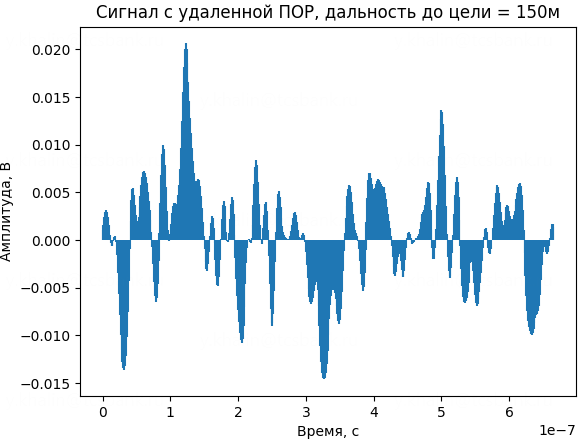 Сигнал с удаленной ПОР, дальность до цели = 150м
0.020
0.015
0.010
0.005
0.000
−0.005
−0.010
−0.015
Амплитуда, В
0 1 2 3 4 5 6
Время, с
1e−7